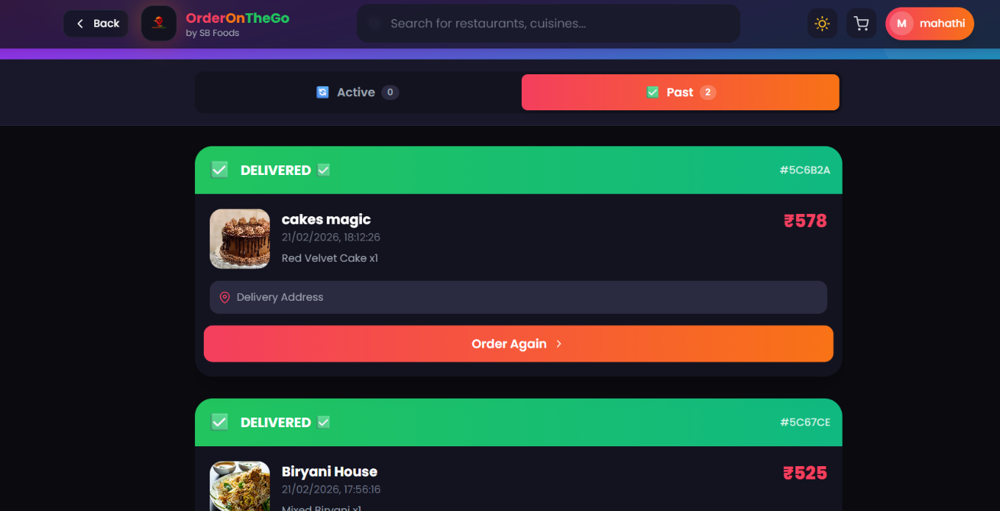 Back
OrderOnTheGo
by SB Foods
Search for restaurants, cuisines...
M mahathi
Active 0
Past 2
DELIVERED
#5C6B2A
cakes magic
₹578
21/02/2026, 18:12:26
Red Velvet Cake x1
Delivery Address
Order Again
DELIVERED
#5C67CE
Biryani House
₹525
21/02/2026, 17:56:16
Mixed Biryani x1